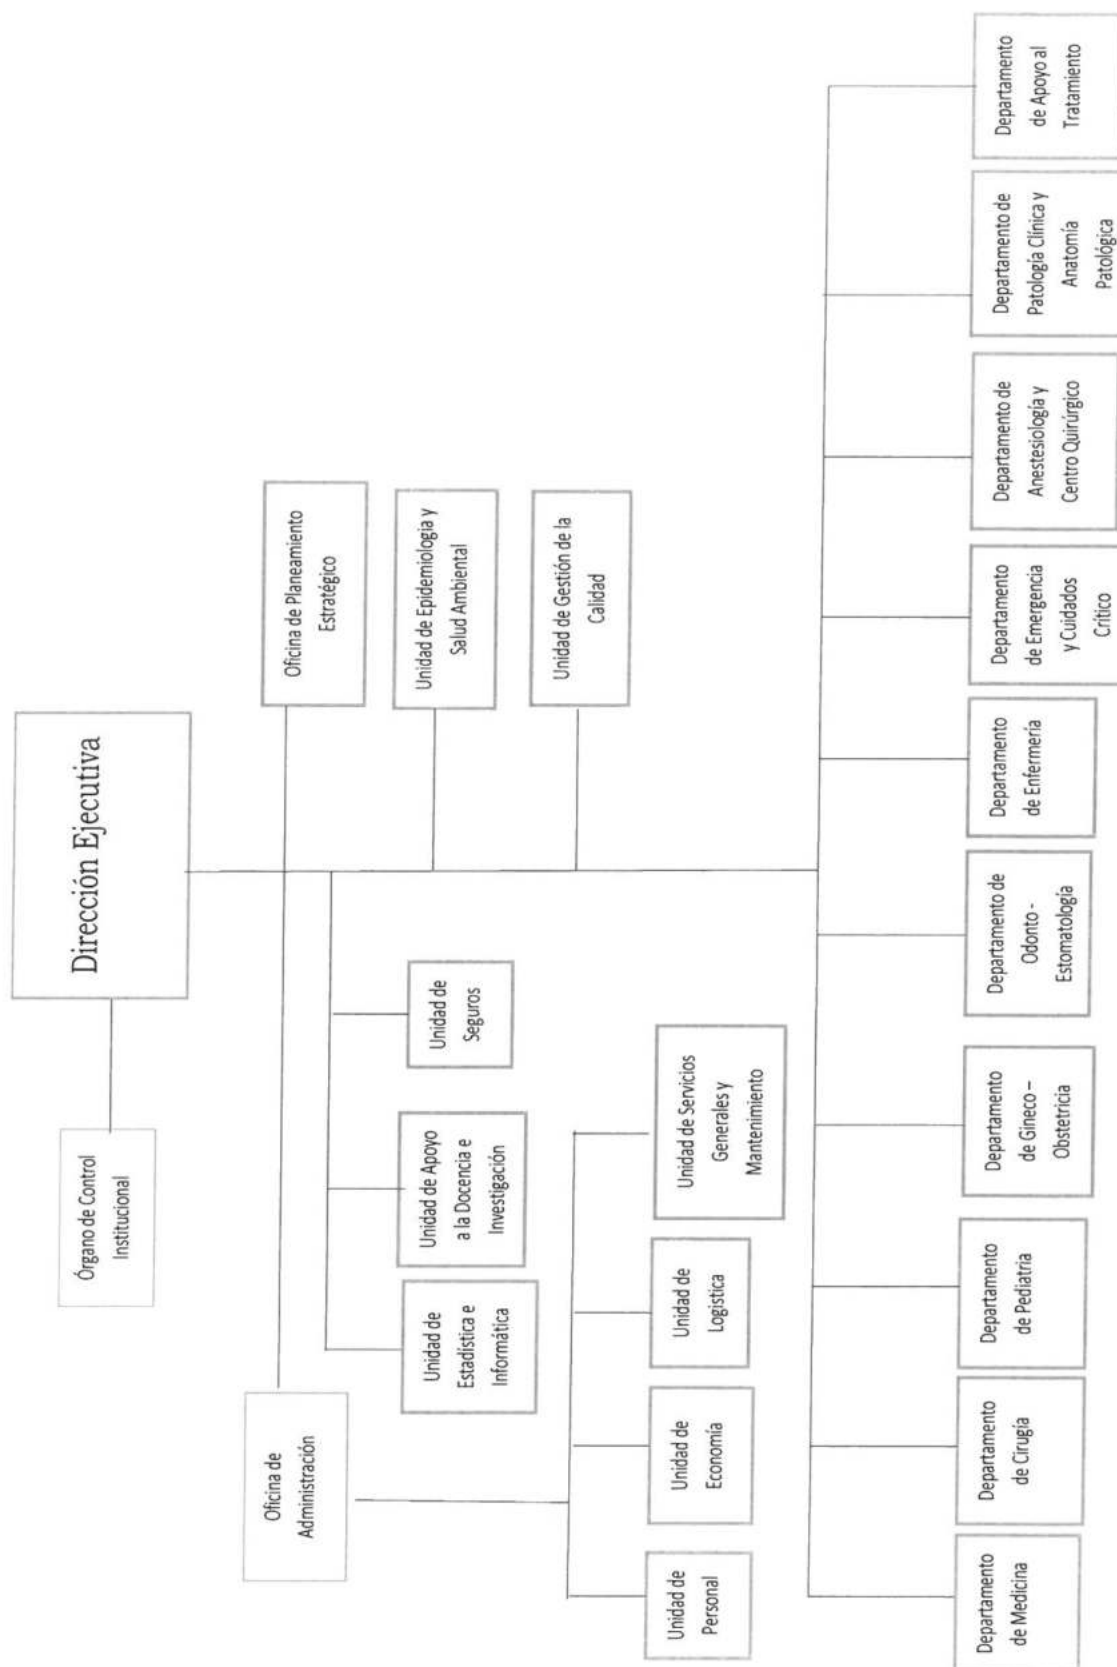 Dirección Ejecutiva
Órgano de Control
Institucional
Oficina de Planeamiento
Estratégico
Unidad de Epidemiologia y
Salud Ambiental
Unidad de Gestión de la
Calidad
Oficina de
Administración
Unidad de
Estadística e
Informática
Unidad de Apoyo
a la Docencia e
Investigación
Unidad de
Seguros
Unidad de
Personal
Unidad de
Economía
Unidad de
Logistica
Unidad de Servicios
Generales y
Mantenimiento
Departamento
de Medicina
Departamento
de Cirugia
Departamento
de Pediatria
Departamento
de Gineco –
Obstetricia
Departamento de
Odonto -
Estomatología
Departamento
de Enfermería
Departamento
de Emergencia
y Cuidados
Crítico
Departamento de
Anestesiología y
Centro Quirúrgico
Departamento de
Patología Clínica y
Anatomía
Patológica
Departamento
de Apoyo al
Tratamiento